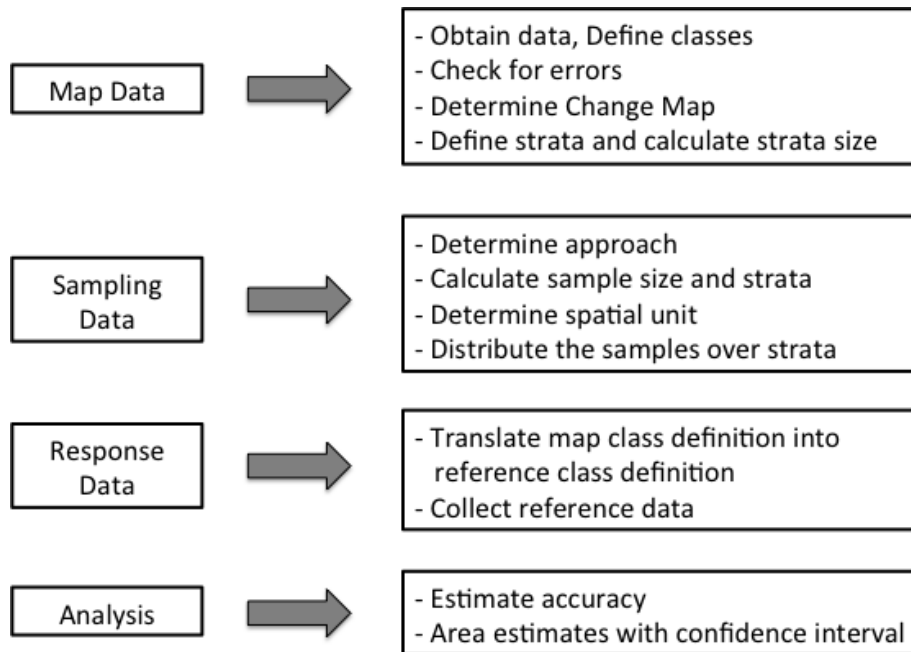 Map Data
- Obtain data, Define classes
- Check for errors
- Determine Change Map
- Define strata and calculate strata size
Sampling
Data
- Determine approach
- Calculate sample size and strata
- Determine spatial unit
- Distribute the samples over strata
Response
Data
- Translate map class definition into
reference class definition
- Collect reference data
Analysis
- Estimate accuracy
- Area estimates with confidence interval